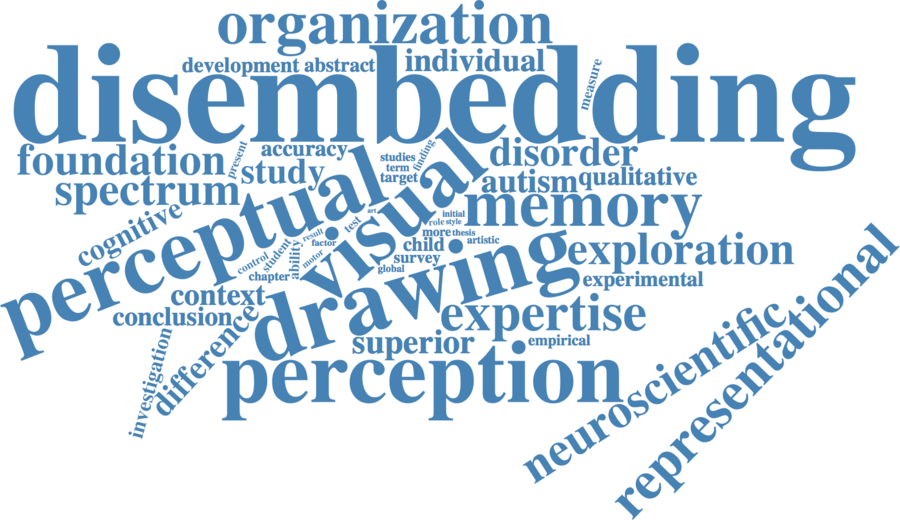 organization
development abstract individual
disembedding
measure
foundation
present
accuracy
study
studies
term
target
finding
disorder
spectrum
autism qualitative
perceptual
visual
memory
cognitive
art
test
initial
role style
more thesis
artistic
child
survey
global
control
student
ability
result
factor
motor
chapter
drawing
exploration
experimental
context
conclusion
difference
expertise
superior
empirical
investigation
perception
neuroscientific
representational